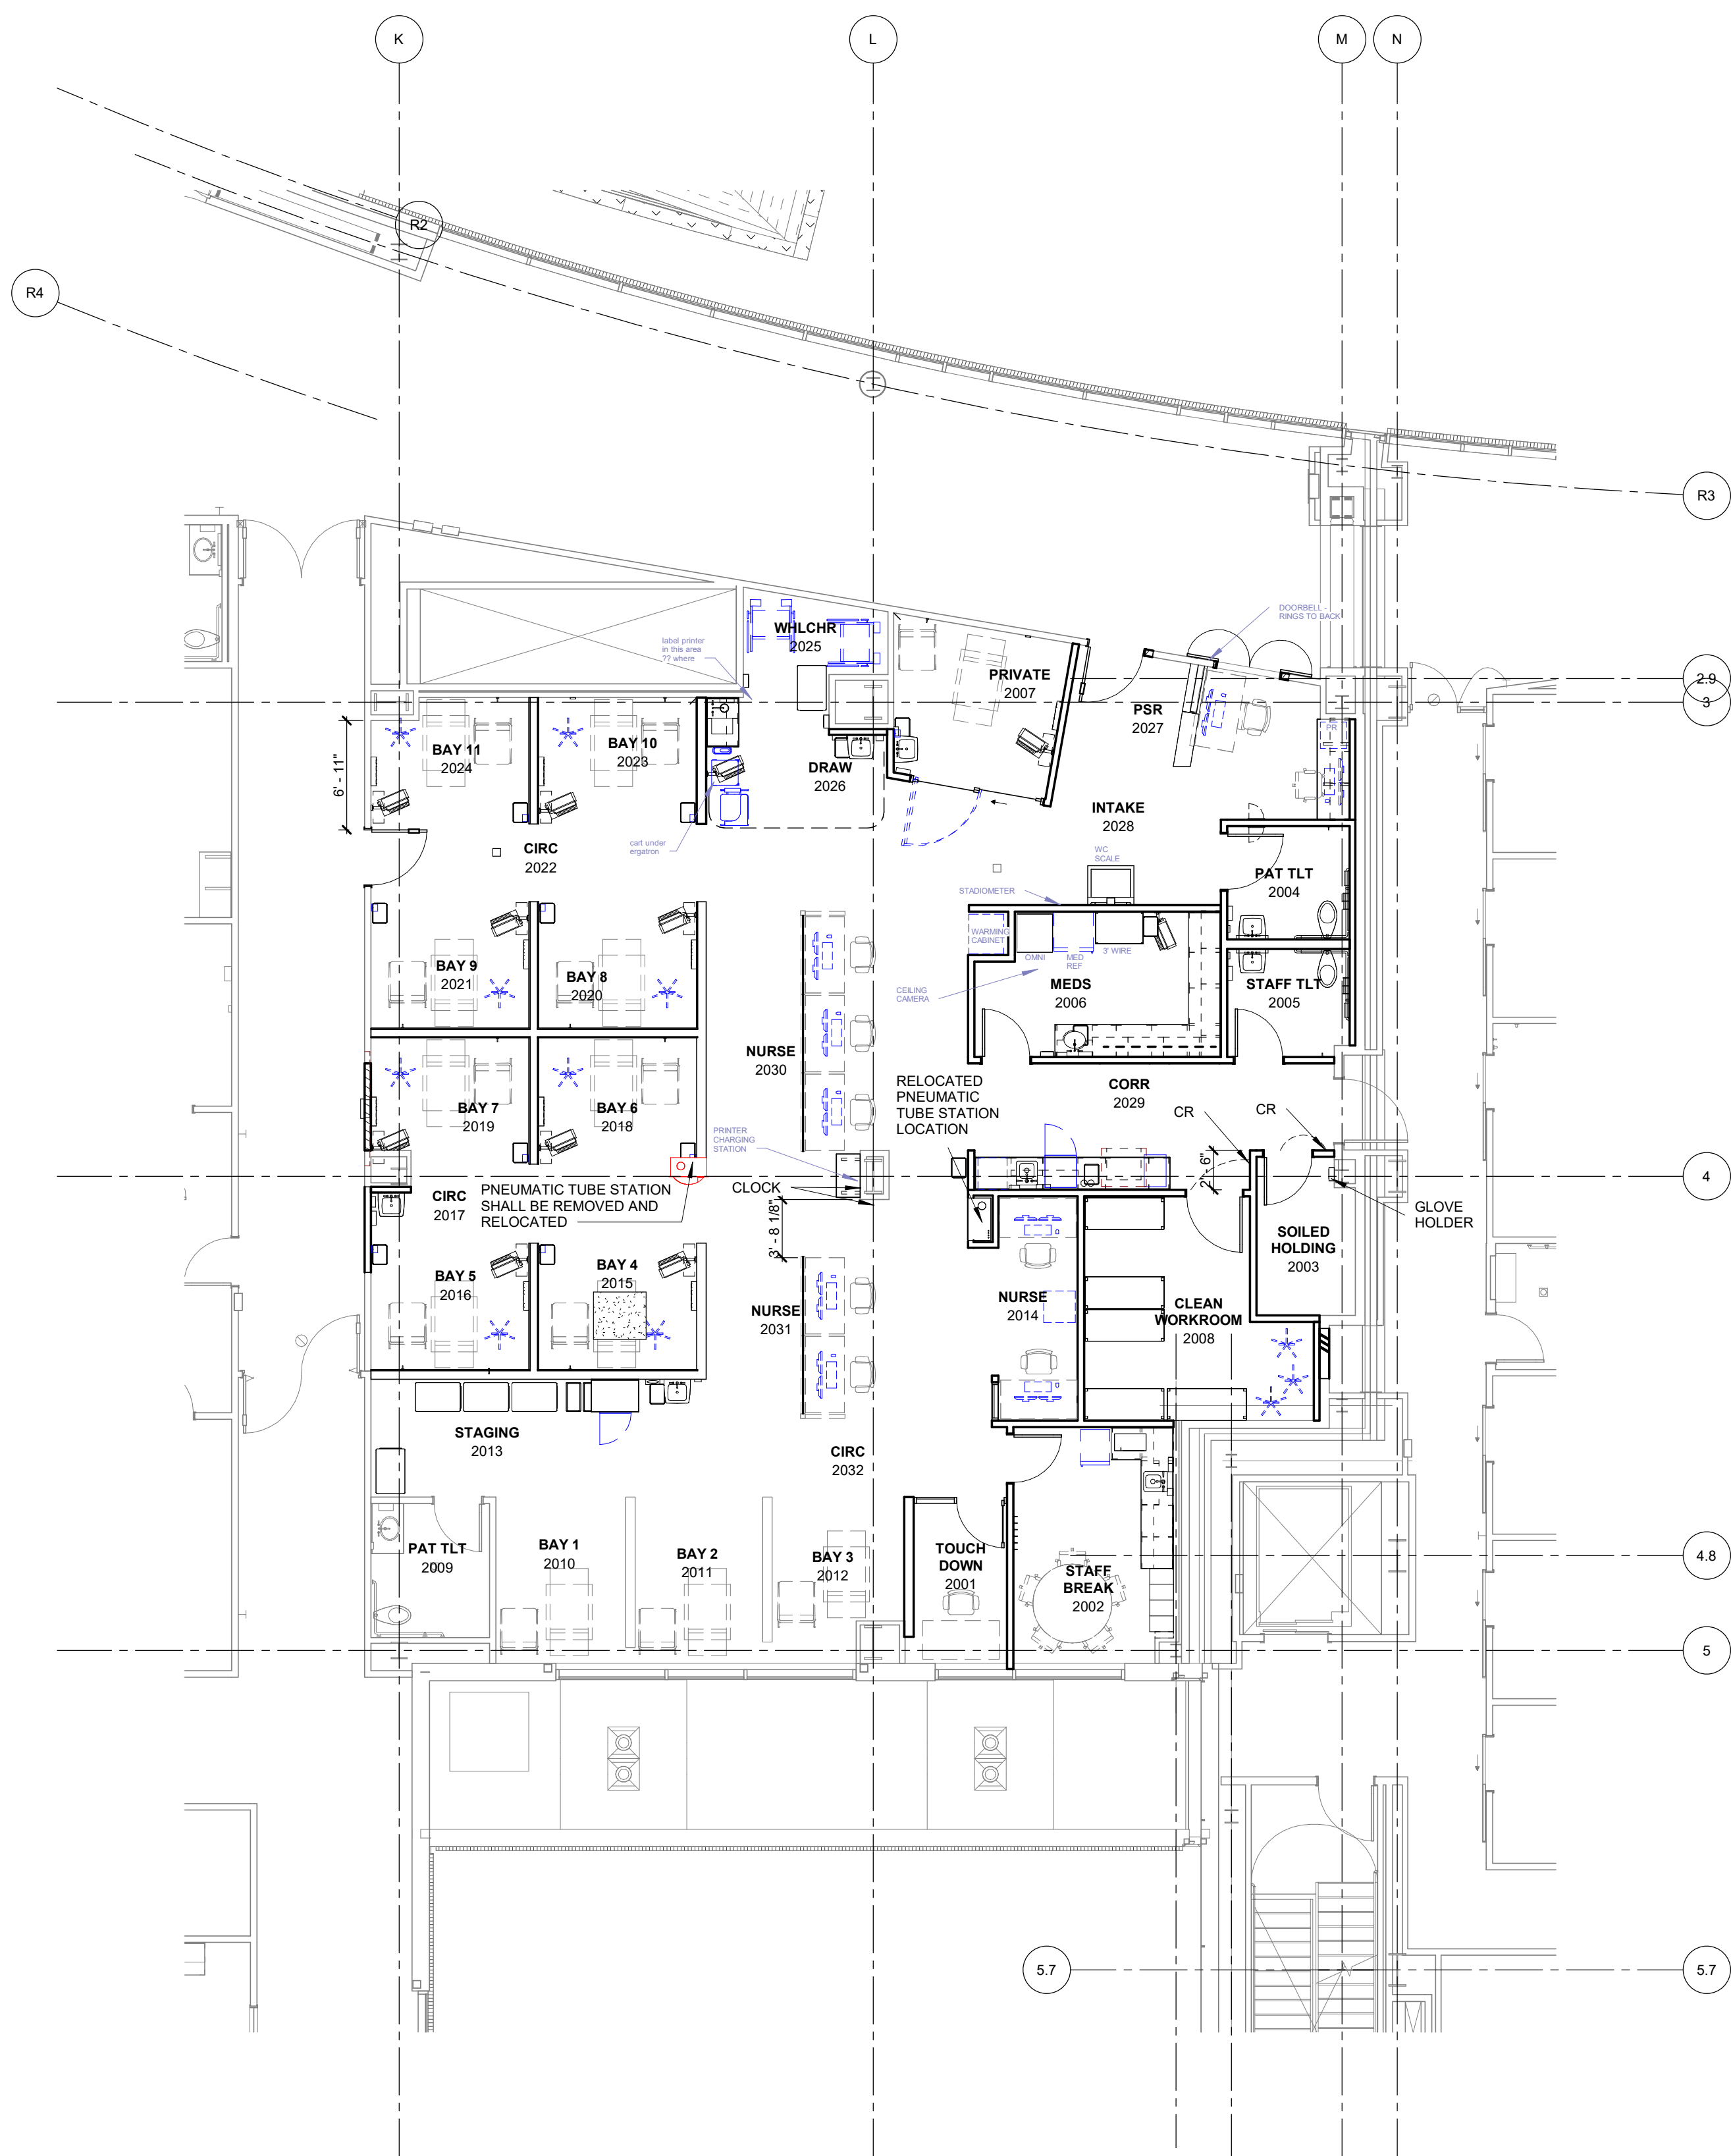 K
L
M
N
R2
R4
R3
DOORBELL -
RINGS TO BACK
WHLCHR
2025
label printer
in this area
?? where
PRIVATE
2007
2.9
3
PSR
2027
PR
BAY 11
2024
BAY 10
2023
DRAW
2026
6' - 11"
INTAKE
2028
cart under
ergatron
CIRC
2022
WC
SCALE
PAT TLT
2004
STADIOMETER
WARMING
CABINET
OMNI
MED
REF
3' WIRE
BAY 9
2021
BAY 8
2020
MEDS
2006
STAFF TLT
2005
CEILING
CAMERA
NURSE
2030
RELOCATED
PNEUMATIC
TUBE STATION
LOCATION
CORR
2029
CR
CR
BAY 7
2019
BAY 6
2018
PRINTER
CHARGING
STATION
2' - 6"
4
CIRC
2017
PNEUMATIC TUBE STATION
SHALL BE REMOVED AND
RELOCATED
CLOCK
GLOVE
HOLDER
3' - 8 1/8"
SOILED
HOLDING
2003
BAY 5
2016
BAY 4
2015
NURSE
2031
NURSE
2014
CLEAN
WORKROOM
2008
STAGING
2013
CIRC
2032
PAT TLT
2009
BAY 1
2010
BAY 2
2011
BAY 3
2012
TOUCH
DOWN
2001
STAFF
BREAK
2002
4.8
5
5.7
5.7